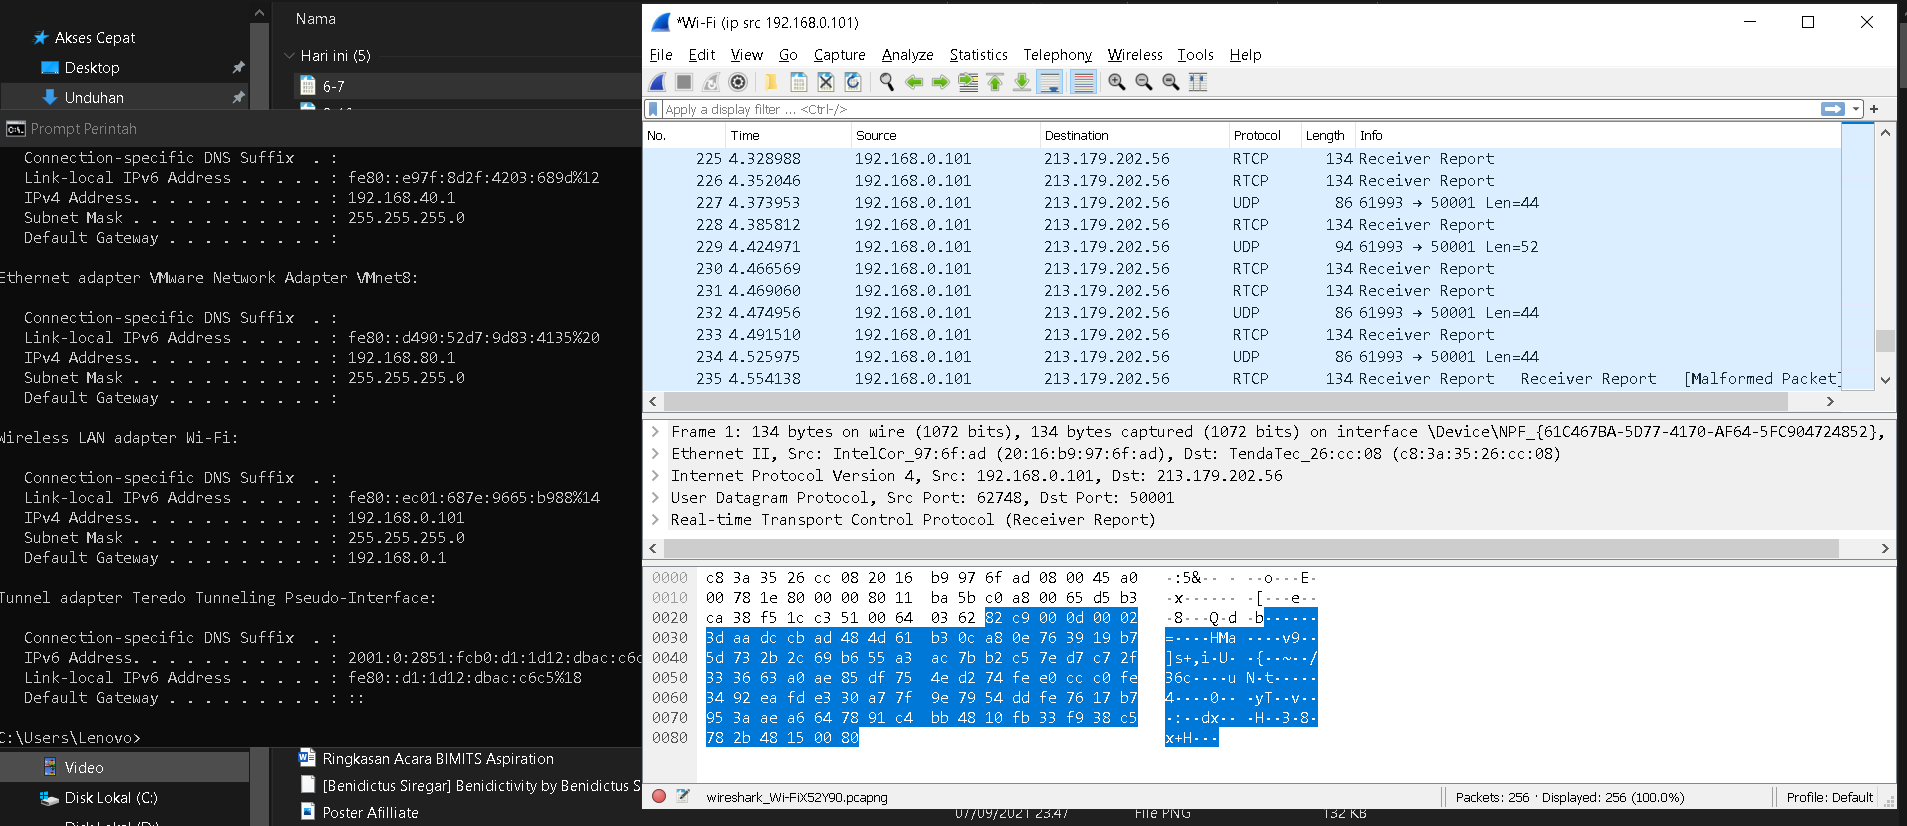 Akses Cepat
Desktop
Unduhan
Nama
Hari ini (5)
6-7
Prompt Perintah
Connection-specific DNS Suffix . :
Link-local IPv6 Address . . . . . : fe80::e97f:8d2f:4203:689d%12
IPv4 Address. . . . . . . . . . . : 192.168.40.1
Subnet Mask . . . . . . . . . . . : 255.255.255.0
Default Gateway . . . . . . . . . :
Ethernet adapter VMware Network Adapter VMnet8:
Connection-specific DNS Suffix . :
Link-local IPv6 Address . . . . . : fe80::d490:52d7:9d83:4135%20
IPv4 Address. . . . . . . . . . . : 192.168.80.1
Subnet Mask . . . . . . . . . . . : 255.255.255.0
Default Gateway . . . . . . . . . :
Wireless LAN adapter Wi-Fi:
Connection-specific DNS Suffix . :
Link-local IPv6 Address . . . . . : fe80::ec01:687e:9665:b988%14
IPv4 Address. . . . . . . . . . . : 192.168.0.101
Subnet Mask . . . . . . . . . . . : 255.255.255.0
Default Gateway . . . . . . . . . : 192.168.0.1
Tunnel adapter Teredo Tunneling Pseudo-Interface:
Connection-specific DNS Suffix . :
IPv6 Address. . . . . . . . . . . : 2001:0:2851:fcb0:d1:1d12:dbac:c6c
Link-local IPv6 Address . . . . . : fe80::d1:1d12:dbac:c6c5%18
Default Gateway . . . . . . . . . : ::
C:\Users\Lenovo>
Video
Disk Lokal (C:)
Ringkasan Acara BIMITS Aspiration
[Benidictus Siregar] Benidictivity by Benidictus S
Poster Afilliate
07/09/2021 23.47 File PNG 132 KB
*Wi-Fi (ip src 192.168.0.101)
File Edit View Go Capture Analyze Statistics Telephony Wireless Tools Help
Apply a display filter ... <Ctrl-/>
No. Time Source Destination Protocol Length Info
225 4.328988 192.168.0.101 213.179.202.56 RTCP 134 Receiver Report
226 4.352046 192.168.0.101 213.179.202.56 RTCP 134 Receiver Report
227 4.373953 192.168.0.101 213.179.202.56 UDP 86 61993 → 50001 Len=44
228 4.385812 192.168.0.101 213.179.202.56 RTCP 134 Receiver Report
229 4.424971 192.168.0.101 213.179.202.56 UDP 94 61993 → 50001 Len=52
230 4.466569 192.168.0.101 213.179.202.56 RTCP 134 Receiver Report
231 4.469060 192.168.0.101 213.179.202.56 RTCP 134 Receiver Report
232 4.474956 192.168.0.101 213.179.202.56 UDP 86 61993 → 50001 Len=44
233 4.491510 192.168.0.101 213.179.202.56 RTCP 134 Receiver Report
234 4.525975 192.168.0.101 213.179.202.56 UDP 86 61993 → 50001 Len=44
235 4.554138 192.168.0.101 213.179.202.56 RTCP 134 Receiver Report Receiver Report [Malformed Packet]
Frame 1: 134 bytes on wire (1072 bits), 134 bytes captured (1072 bits) on interface \Device\NPF_{61C467BA-5D77-4170-AF64-5FC904724852},
Ethernet II, Src: IntelCor_97:6f:ad (20:16:b9:97:6f:ad), Dst: TendaTec_26:cc:08 (c8:3a:35:26:cc:08)
Internet Protocol Version 4, Src: 192.168.0.101, Dst: 213.179.202.56
User Datagram Protocol, Src Port: 62748, Dst Port: 50001
Real-time Transport Control Protocol (Receiver Report)
0000 c8 3a 35 26 cc 08 20 16 b9 97 6f ad 08 00 45 a0 ·:5&·· · ··o···E·
0010 00 78 1e 80 00 00 80 11 ba 5b c0 a8 00 65 d5 b3 ·x······ ·[···e··
0020 ca 38 f5 1c c3 51 00 64 03 62 82 c9 00 0d 00 02 ·8···Q·d ·b······
0030 3d aa dc cb ad 48 4d 61 b3 0c a8 0e 76 39 19 b7 =····HMa ····v9··
0040 5d 73 2b 2c 69 b6 55 a3 ac 7b b2 c5 7e d7 c7 2f ]s+,i·U· ·{··~··/
0050 33 36 63 a0 ae 85 df 75 4e d2 74 fe e0 cc c0 fe 36c····u N·t·····
0060 34 92 ea fd e3 30 a7 7f 9e 79 54 dd fe 76 17 b7 4····0·· ·yT··v··
0070 95 3a ae a6 64 78 91 c4 bb 48 10 fb 33 f9 38 c5 ·:··dx·· ·H··3·8·
0080 78 2b 48 15 00 80 x+H···
wireshark_Wi-FiX52Y90.pcapng
Packets: 256 · Displayed: 256 (100.0%)
Profile: Default